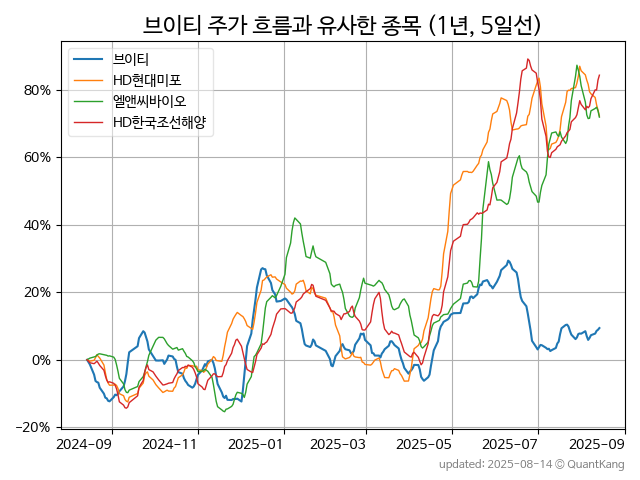 브이티 주가 흐름과 유사한 종목 (1년, 5일선)
브이티
HD현대미포
엘앤씨바이오
HD한국조선해양
80%
60%
40%
20%
0%
−20%
2024-09 2024-11 2025-01 2025-03 2025-05 2025-07 2025-09
updated: 2025-08-14 © QuantKang